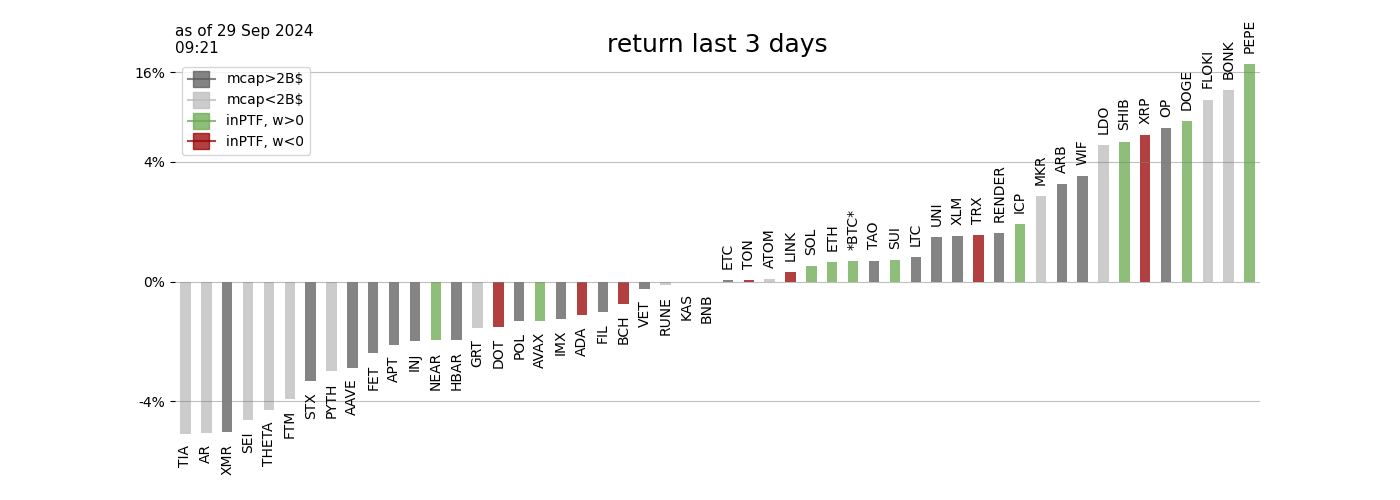 as of 29 Sep 2024
09:21
return last 3 days
16%
4%
0%
-4%
mcap>2B$
mcap<2B$
inPTF, w>0
inPTF, w<0
TIA
AR
XMR
SEI
THETA
FTM
STX
PYTH
AAVE
FET
APT
INJ
NEAR
HBAR
GRT
DOT
POL
AVAX
IMX
ADA
FIL
BCH
VET
RUNE
KAS
BNB
ETC
TON
ATOM
LINK
SOL
ETH
*BTC*
TAO
SUI
LTC
UNI
XLM
TRX
RENDER
ICP
MKR
ARB
WIF
LDO
SHIB
XRP
OP
DOGE
FLOKI
BONK
PEPE